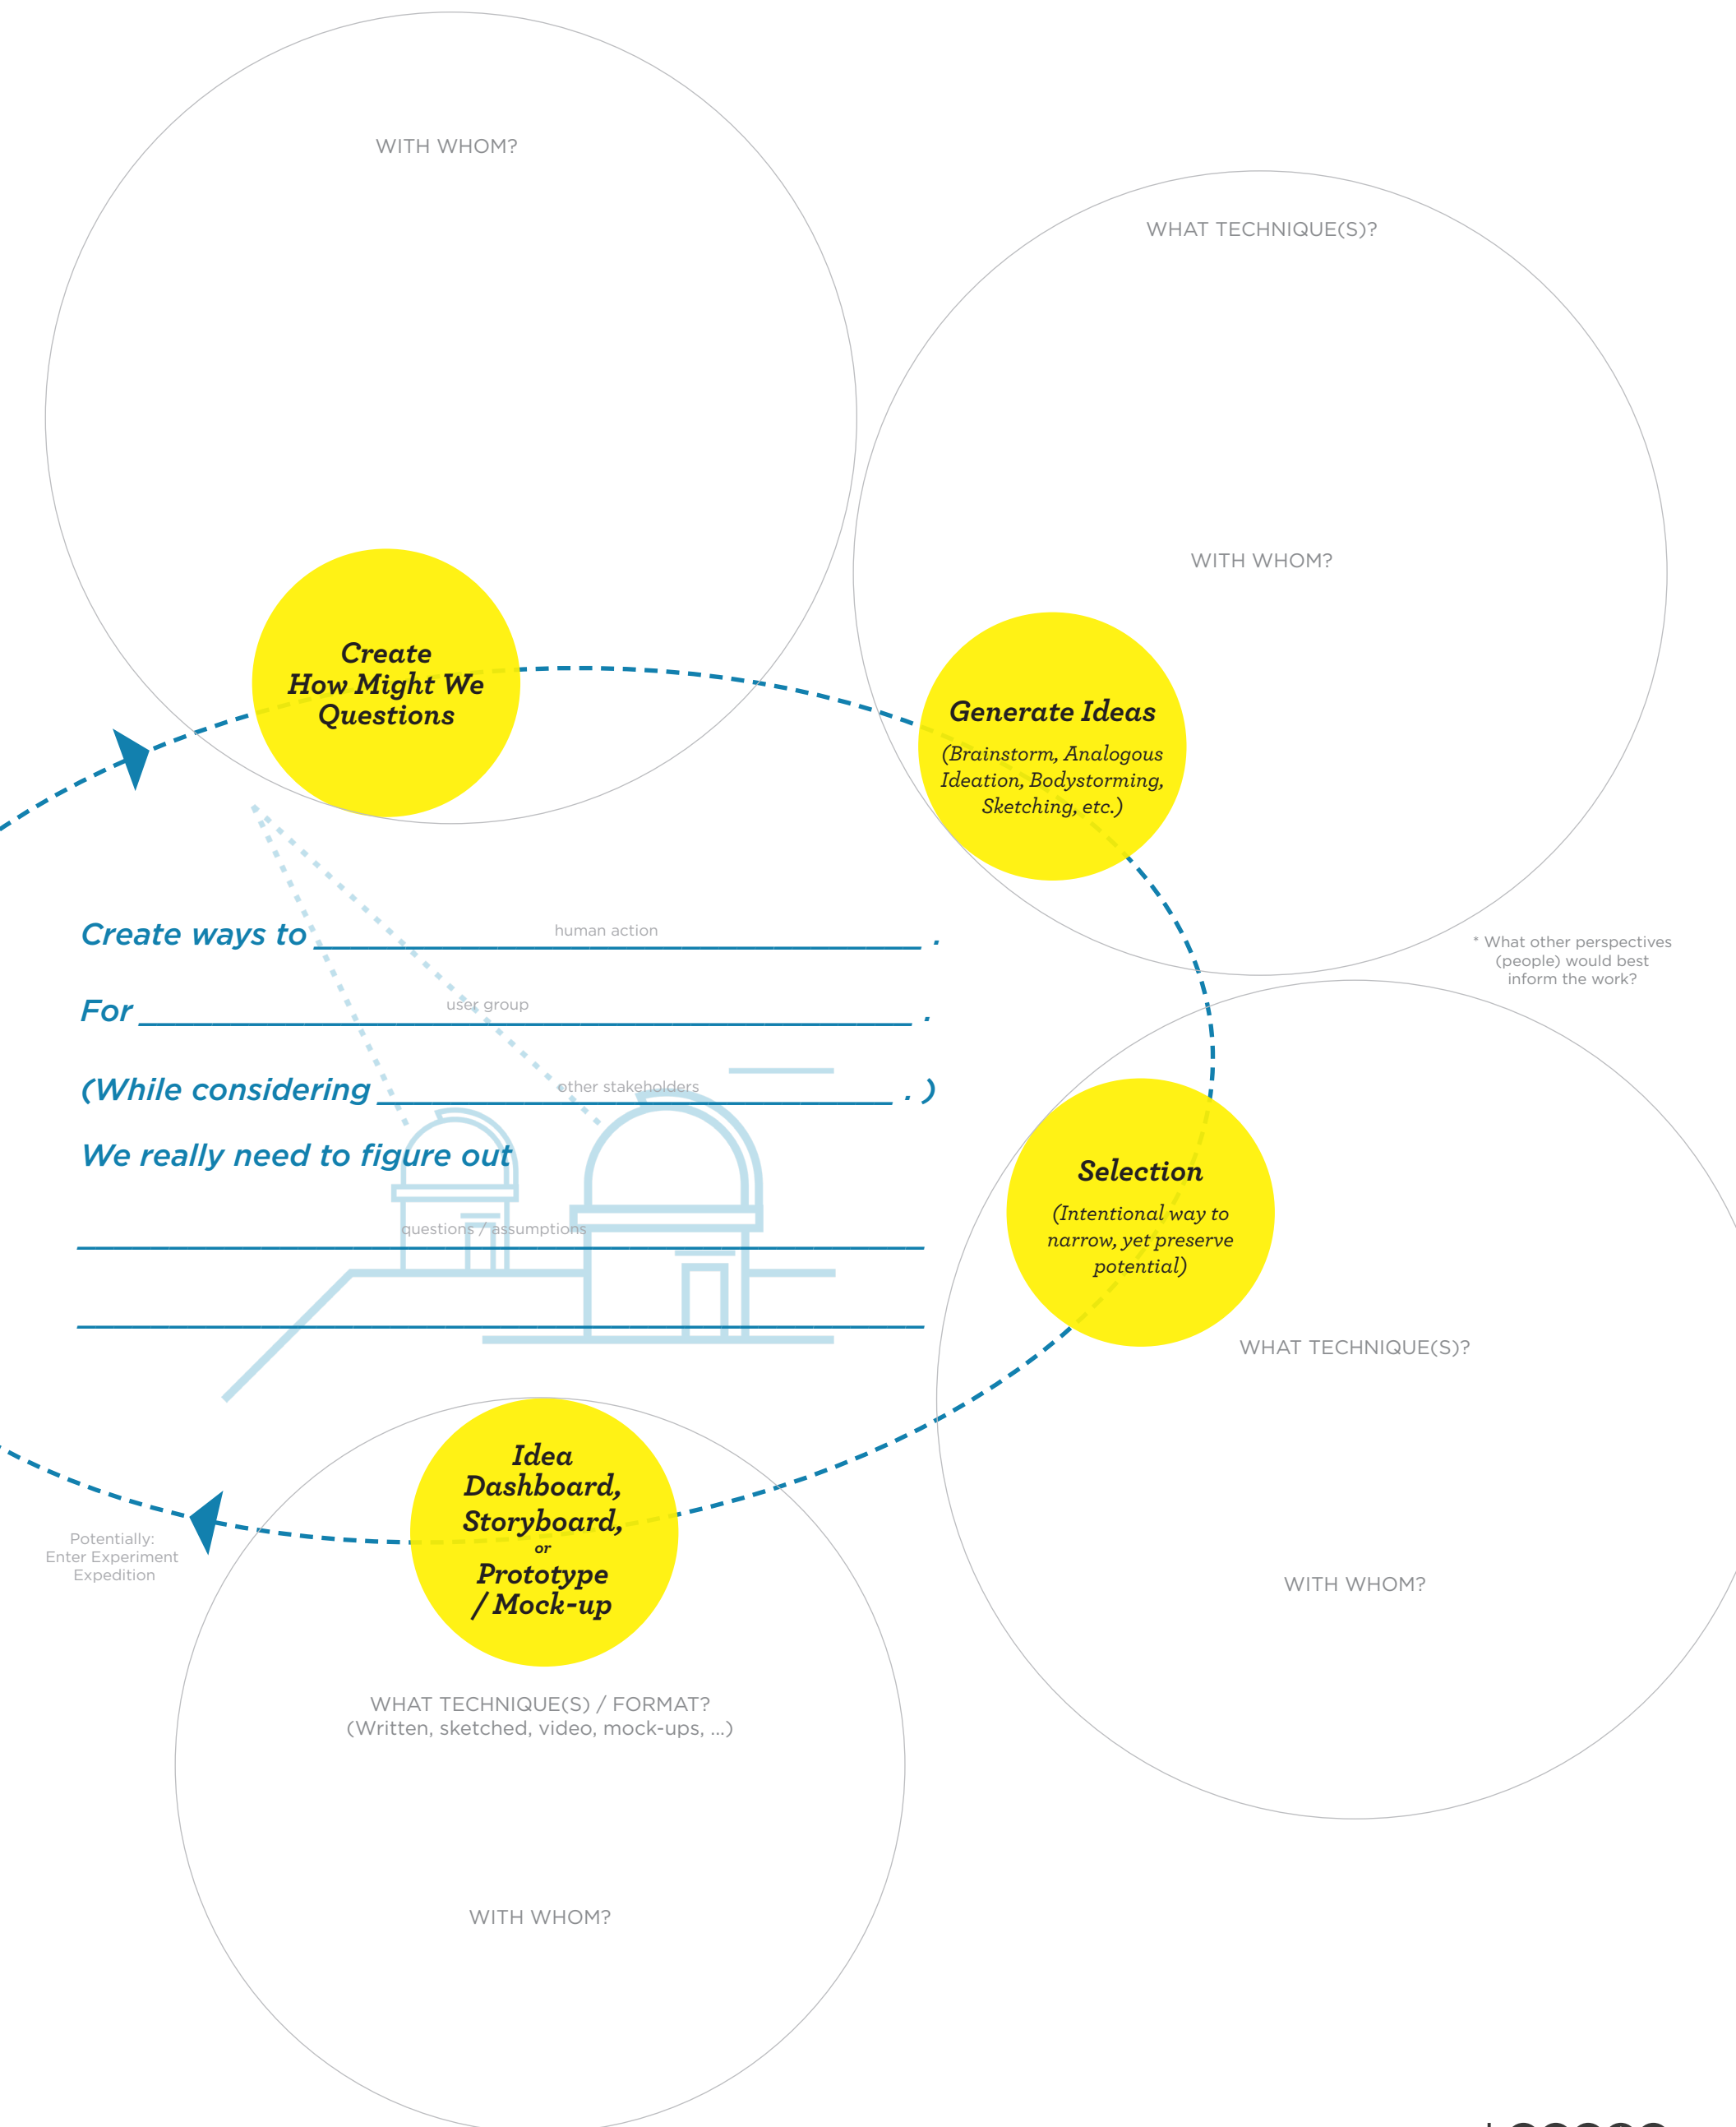 WITH WHOM?
Create
How Might We
Questions
WHAT TECHNIQUE(S)?
WITH WHOM?
Generate Ideas
(Brainstorm, Analogous
Ideation, Bodystorming,
Sketching, etc.)
* What other perspectives
(people) would best
inform the work?
Create ways to human action .
For user group .
(While considering other stakeholders . )
We really need to figure out
questions / assumptions
Selection
(Intentional way to
narrow, yet preserve
potential)
WHAT TECHNIQUE(S)?
WITH WHOM?
Idea
Dashboard,
Storyboard,
or
Prototype
/ Mock-up
WHAT TECHNIQUE(S) / FORMAT?
(Written, sketched, video, mock-ups, ...)
WITH WHOM?
Potentially:
Enter Experiment
Expedition